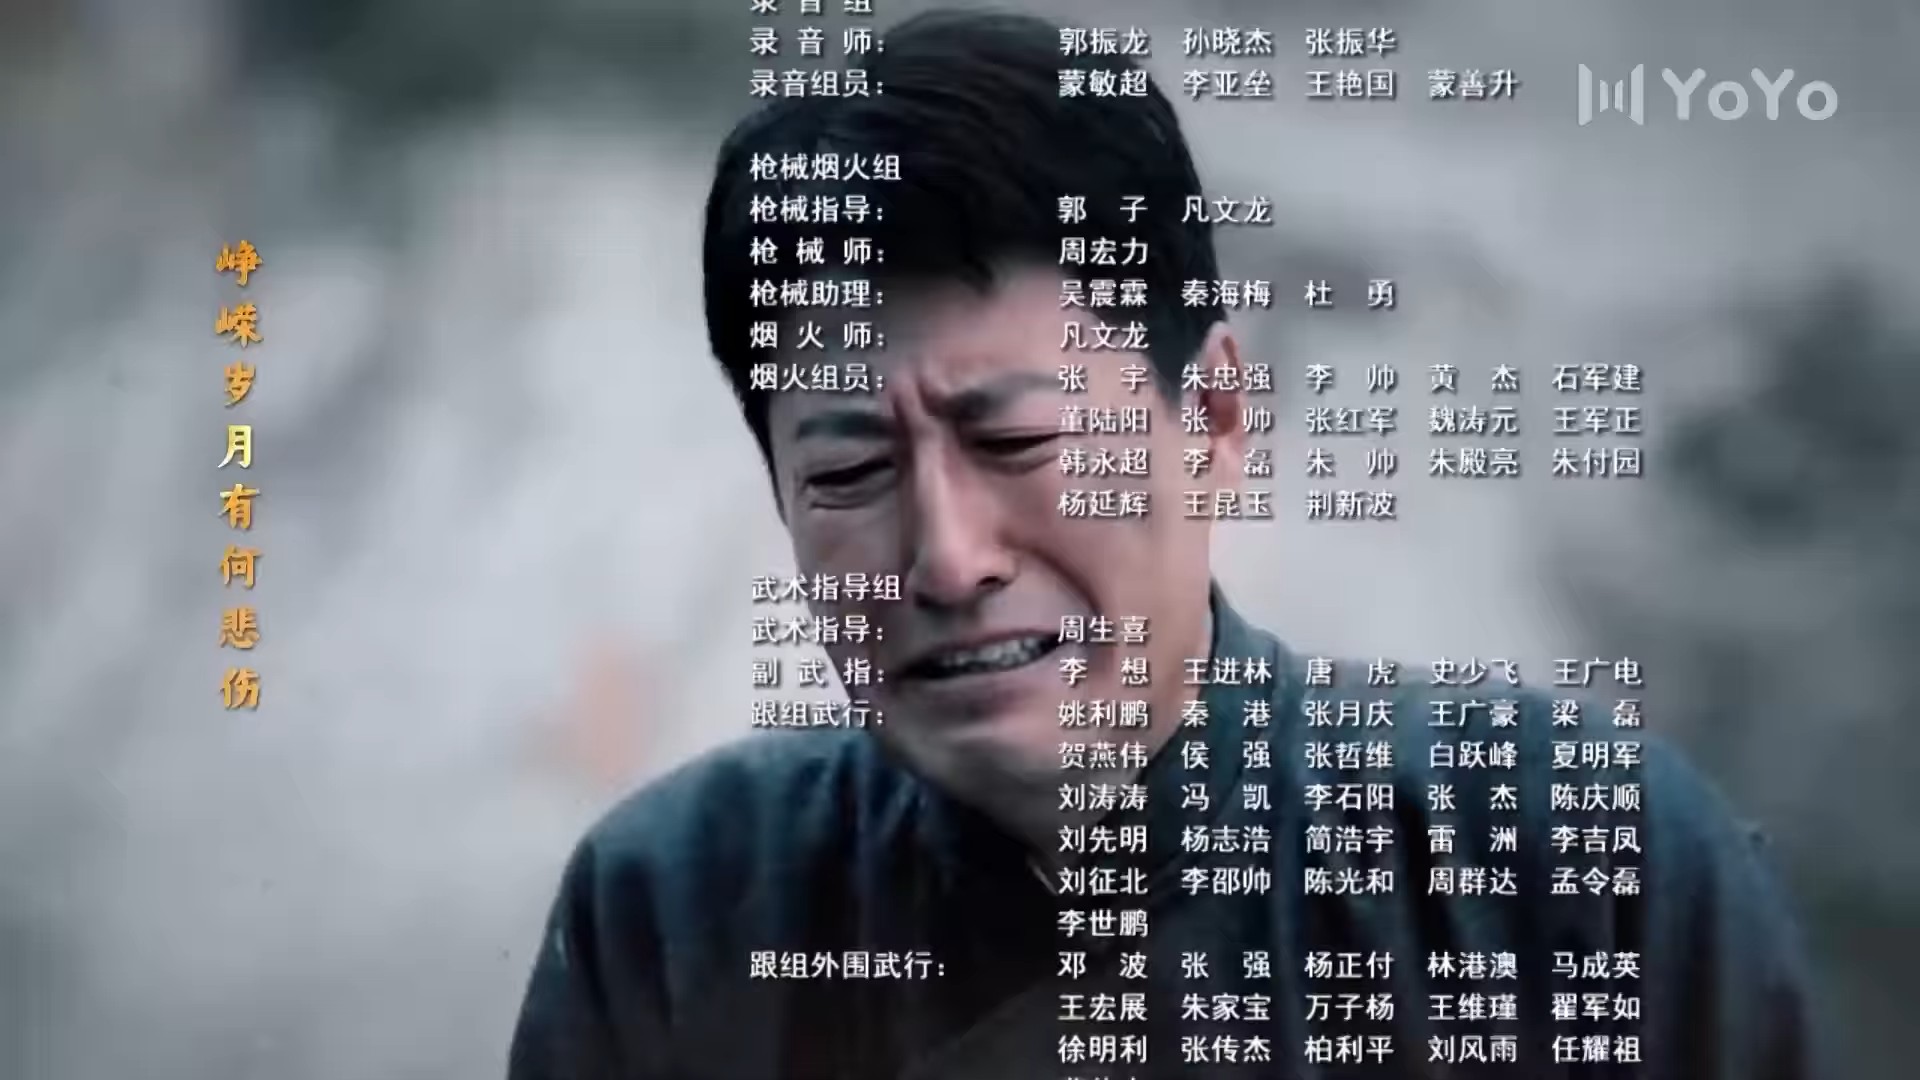 录 音 组
录 音 师： 郭振龙 孙晓杰 张振华
录音组员： 蒙敏超 李亚垒 王艳国 蒙善升
YoYo
枪械烟火组
枪械指导： 郭 子 凡文龙
枪 械 师： 周宏力
枪械助理： 吴震霖 秦海梅 杜 勇
烟 火 师： 凡文龙
烟火组员： 张 宇 朱忠强 李 帅 黄 杰 石军建
董陆阳 张 帅 张红军 魏涛元 王军正
韩永超 李 磊 朱 帅 朱殿亮 朱付园
杨延辉 王昆玉 荆新波
武术指导组
武术指导： 周生喜
副 武 指： 李 想 王进林 唐 虎 史少飞 王广电
跟组武行： 姚利鹏 秦 港 张月庆 王广豪 梁 磊
贺燕伟 侯 强 张哲维 白跃峰 夏明军
刘涛涛 冯 凯 李石阳 张 杰 陈庆顺
刘先明 杨志浩 简浩宇 雷 洲 李吉凤
刘征北 李邵帅 陈光和 周群达 孟令磊
李世鹏
跟组外围武行： 邓 波 张 强 杨正付 林港澳 马成英
王宏展 朱家宝 万子杨 王维瑾 翟军如
徐明利 张传杰 柏利平 刘风雨 任耀祖
峥嵘岁月有何悲伤